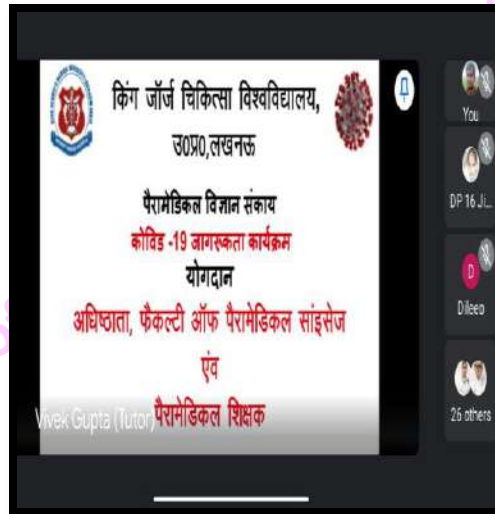 किंग जॉर्ज चिकित्सा विश्वविद्यालय,
उ0प्र0,लखनऊ
पैरामेडिकल विज्ञान संकाय
कोविड -19 जागरूकता कार्यक्रम
योगदान
अधिष्ठाता, फैकल्टी ऑफ पैरामेडिकल सांइसेज
एंव
पैरामेडिकल शिक्षक
Vivek Gupta (Tutor)
You
DP 16 Ji...
D
Dileep
26 others